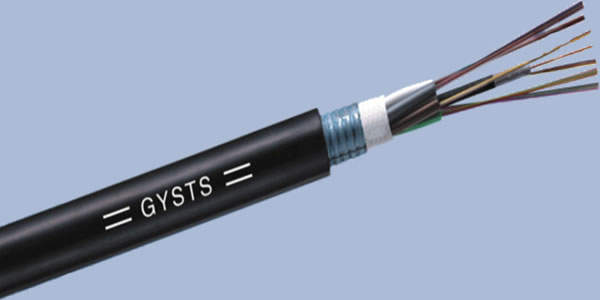 = GYSTS =